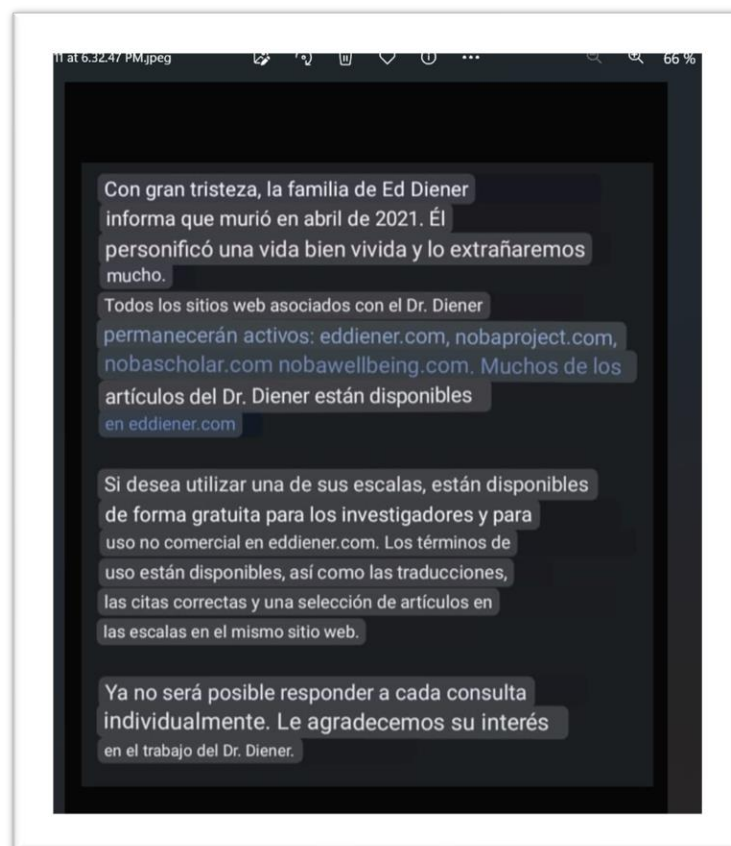 11 at 6.32.47 PM.jpeg
66 %
Con gran tristeza, la familia de Ed Diener
informa que murió en abril de 2021. Él
personificó una vida bien vivida y lo extrañaremos
mucho.
Todos los sitios web asociados con el Dr. Diener
permanecerán activos: eddiener.com, nobaproject.com,
nobascholar.com nobawellbeing.com. Muchos de los
artículos del Dr. Diener están disponibles
en eddiener.com
Si desea utilizar una de sus escalas, están disponibles
de forma gratuita para los investigadores y para
uso no comercial en eddiener.com. Los términos de
uso están disponibles, así como las traducciones,
las citas correctas y una selección de artículos en
las escalas en el mismo sitio web.
Ya no será posible responder a cada consulta
individualmente. Le agradecemos su interés
en el trabajo del Dr. Diener.